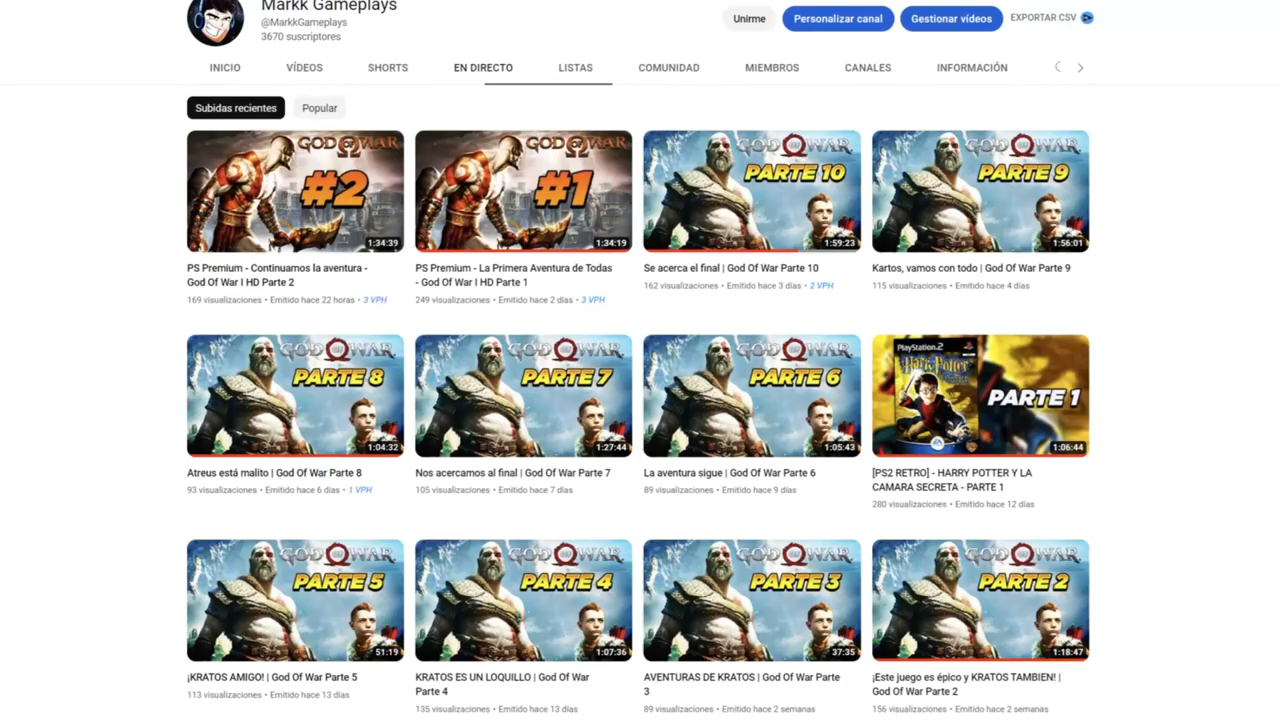 Markk Gameplays
@MarkkGameplays
3670 suscriptores
Unirme
Personalizar canal
Gestionar vídeos
EXPORTAR CSV
INICIO
VÍDEOS
SHORTS
EN DIRECTO
LISTAS
COMUNIDAD
MIEMBROS
CANALES
INFORMACIÓN
Subidas recientes
Popular
GOD OF WAR
#2
1:34:39
GOD OF WAR
#1
1:34:19
GOD OF WAR
PARTE 10
1:59:23
GOD OF WAR
PARTE 9
1:56:01
PS Premium - Continuamos la aventura -
God Of War I HD Parte 2
169 visualizaciones • Emitido hace 22 horas • 3 VPH
PS Premium - La Primera Aventura de Todas
- God Of War I HD Parte 1
249 visualizaciones • Emitido hace 2 días • 3 VPH
Se acerca el final | God Of War Parte 10
162 visualizaciones • Emitido hace 3 días • 2 VPH
Kartos, vamos con todo | God Of War Parte 9
115 visualizaciones • Emitido hace 4 días
GOD OF WAR
PARTE 8
1:04:32
GOD OF WAR
PARTE 7
1:27:44
GOD OF WAR
PARTE 6
1:05:43
PlayStation.2
Harry Potter
PARTE 1
EA
1:06:44
Atreus está malito | God Of War Parte 8
93 visualizaciones • Emitido hace 6 días • 1 VPH
Nos acercamos al final | God Of War Parte 7
105 visualizaciones • Emitido hace 7 días
La aventura sigue | God Of War Parte 6
89 visualizaciones • Emitido hace 9 días
[PS2 RETRO] - HARRY POTTER Y LA
CAMARA SECRETA - PARTE 1
280 visualizaciones • Emitido hace 12 días
GOD OF WAR
PARTE 5
51:19
GOD OF WAR
PARTE 4
1:07:36
GOD OF WAR
PARTE 3
37:35
GOD OF WAR
PARTE 2
1:18:47
¡KRATOS AMIGO! | God Of War Parte 5
113 visualizaciones • Emitido hace 13 días
KRATOS ES UN LOQUILLO | God Of War
Parte 4
135 visualizaciones • Emitido hace 13 días
AVENTURAS DE KRATOS | God Of War Parte
3
89 visualizaciones • Emitido hace 2 semanas
¡Este juego es épico y KRATOS TAMBIEN! |
God Of War Parte 2
156 visualizaciones • Emitido hace 2 semanas